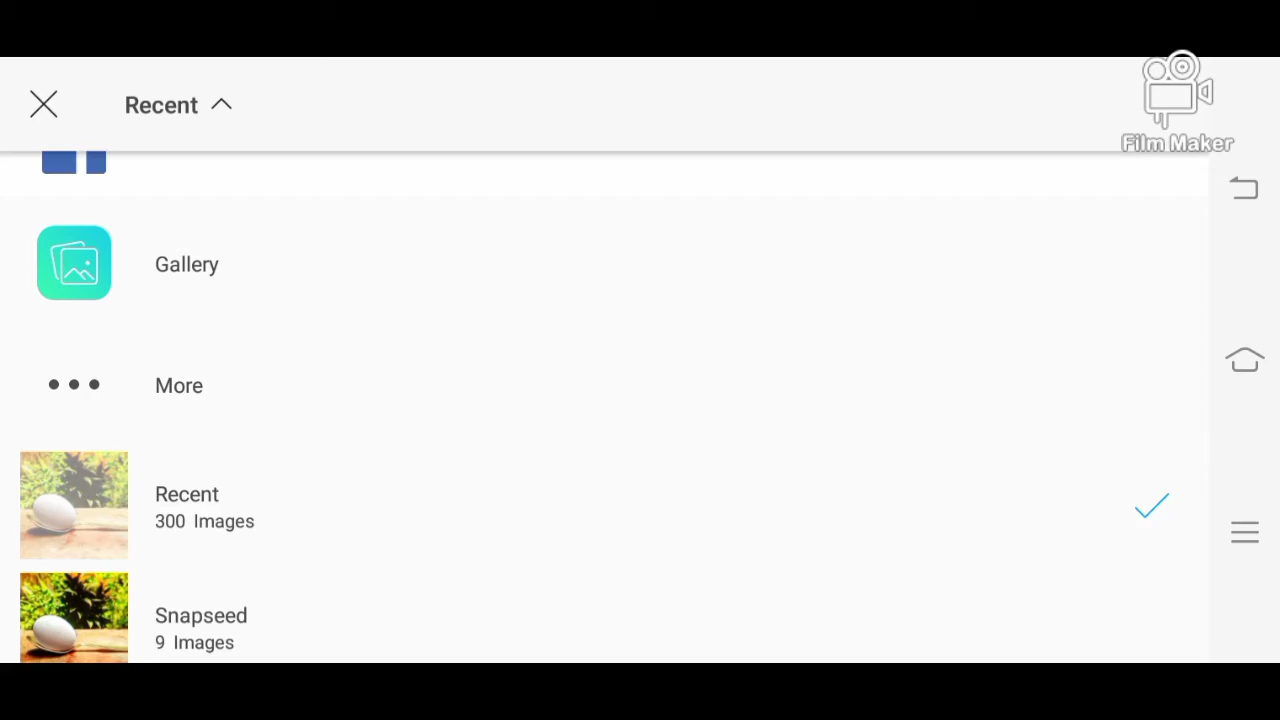 Recent
Film Maker
Gallery
More
Recent
300 Images
Snapseed
9 Images